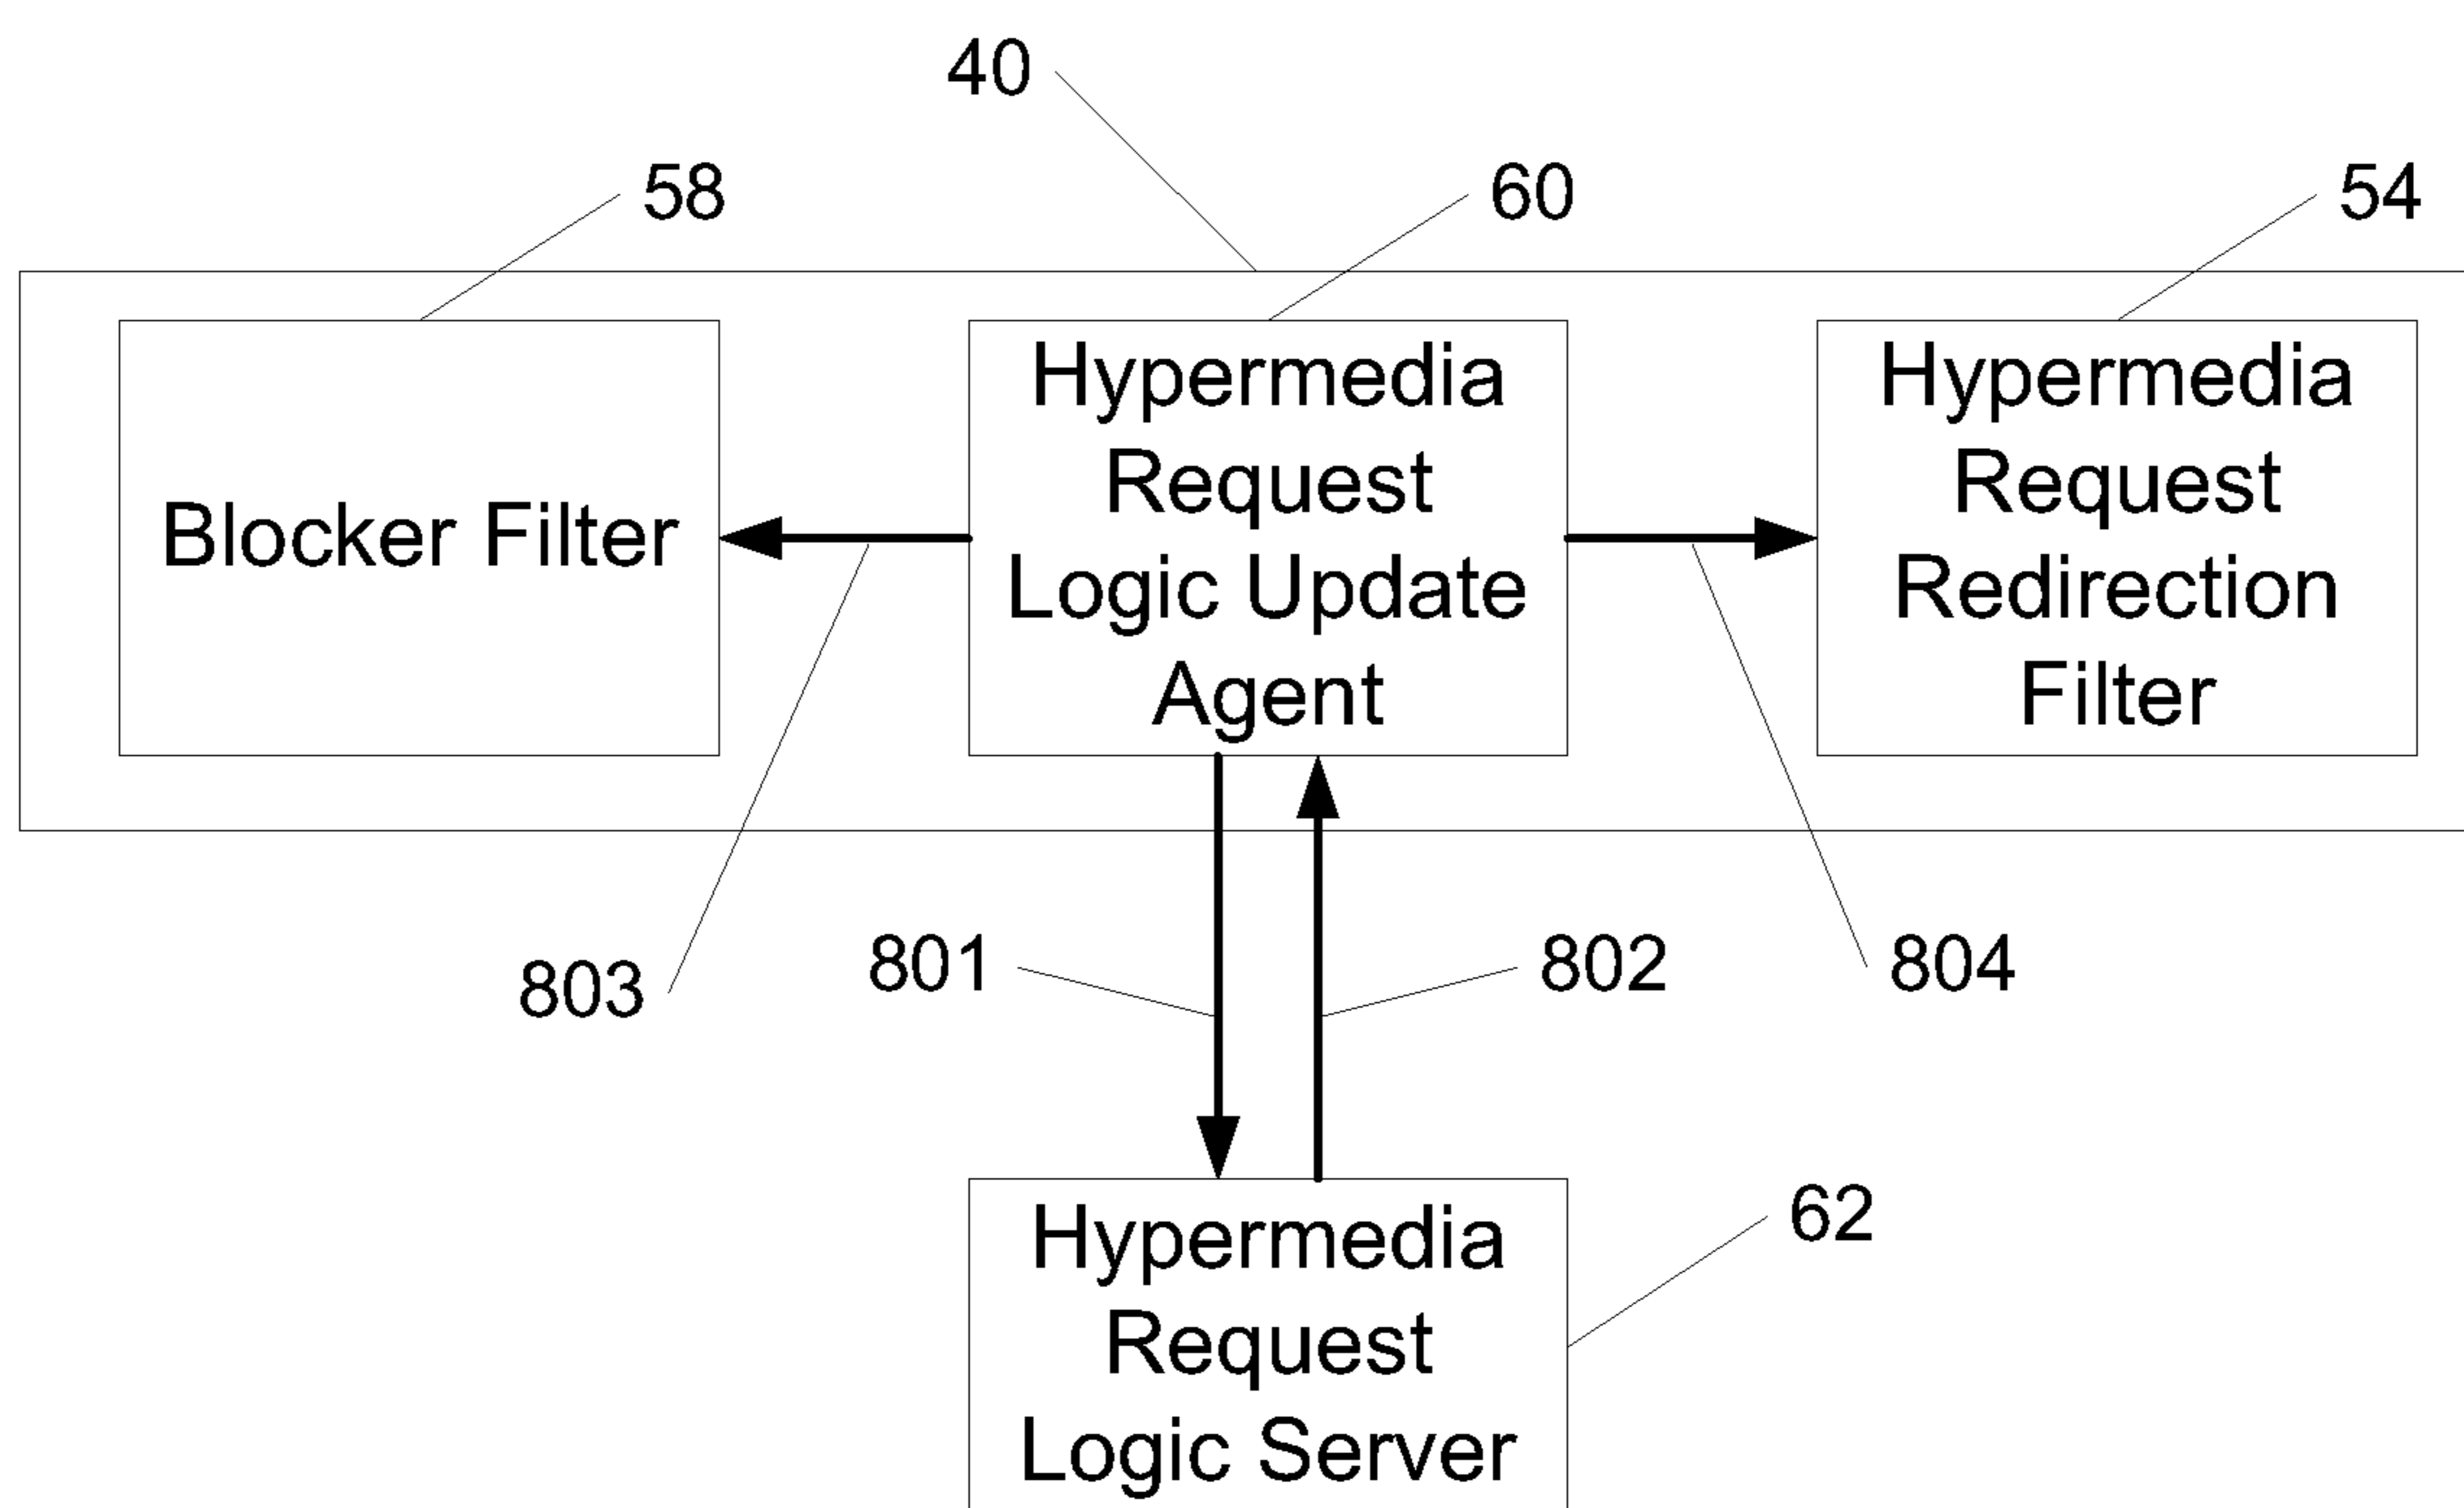 40
58
60
54
Blocker Filter
Hypermedia
Request
Logic Update
Agent
Hypermedia
Request
Redirection
Filter
803
801
802
804
Hypermedia
Request
Logic Server
62